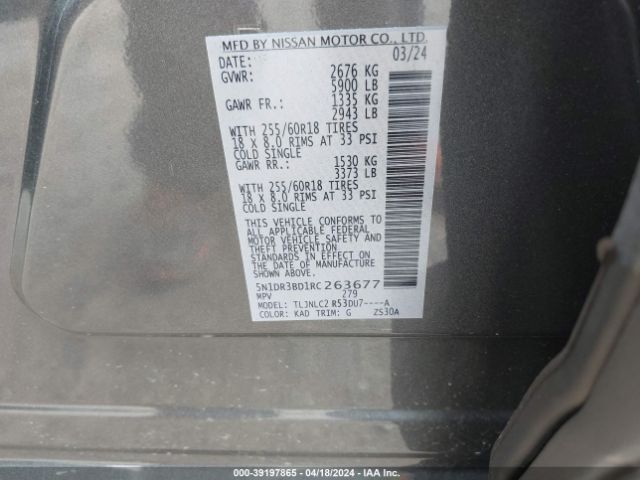 MFD BY NISSAN MOTOR CO., LTD.
DATE: 03/24
GVWR: 2676 KG
5900 LB
GAWR FR.: 1335 KG
2943 LB
WITH 255/60R18 TIRES
18 x 8.0 RIMS AT 33 PSI
COLD SINGLE
GAWR RR.: 1530 KG
3373 LB
WITH 255/60R18 TIRES
18 x 8.0 RIMS AT 33 PSI
COLD SINGLE
THIS VEHICLE CONFORMS TO
ALL APPLICABLE FEDERAL
MOTOR VEHICLE SAFETY AND
THEFT PREVENTION
STANDARDS IN EFFECT ON
DATE SHOWN ABOVE.
5N1DR3BD1RC263677
MPV 279
MODEL: TLJNLC2 R53DU7----A
COLOR: KAD TRIM: G ZS30A
000-39197865 - 04/18/2024 - IAA Inc.